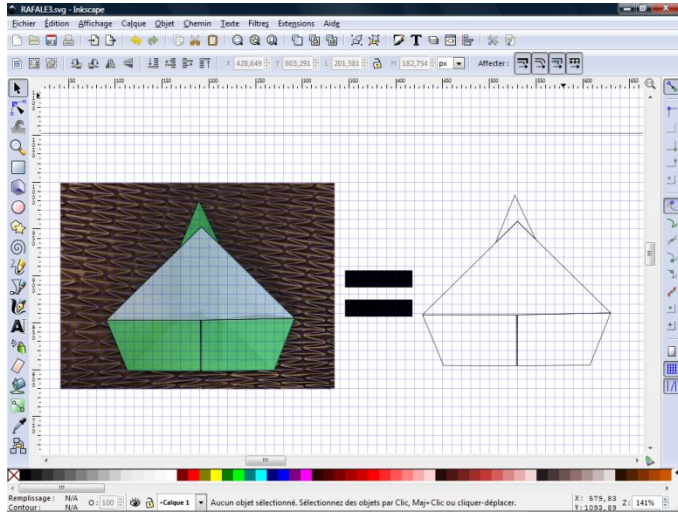 RAFALE3.svg - Inkscape
Fichier Édition Affichage Calque Objet Chemin Texte Filtres Extensions Aide
X 428,649 Y 803,291 L 201,581 H 182,754 px Affecter :
Remplissage : N/A
Contour : N/A
O : 100
•Calque 1
Aucun objet sélectionné. Sélectionnez des objets par Clic, Maj+Clic ou cliquer-déplacer.
X: 579,83
Y: 1093,89
Z: 141%